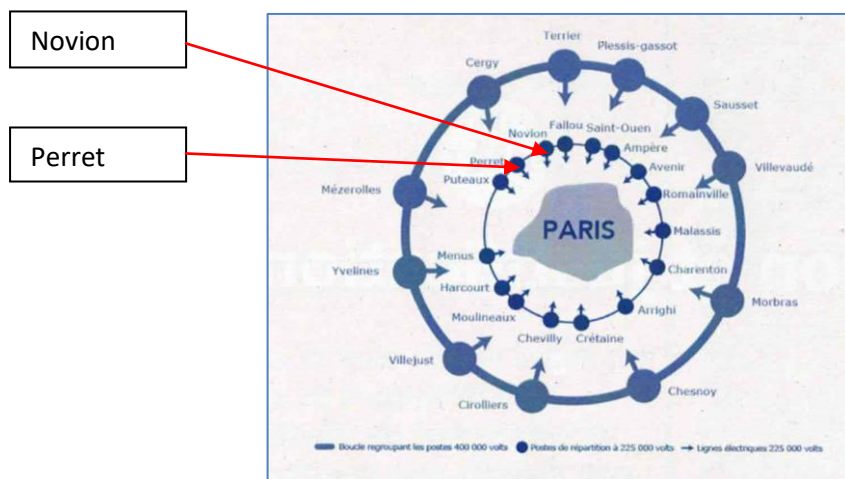 Novion
Perret
Terrier
Plessis-gassot
Cergy
Sausset
Fallou
Saint-Ouen
Novion
Ampère
Perret
Avenir
Villevaudé
Puteaux
Romainville
Mézerolles
PARIS
Malassis
Menus
Charenton
Yvelines
Harcourt
Morbras
Moulineaux
Arrighi
Chevilly
Crétaine
Villejust
Chesnoy
Cirolliers
Boucle regroupant les postes 400 000 volts
Postes de répartition à 225 000 volts
Lignes électriques 225 000 volts